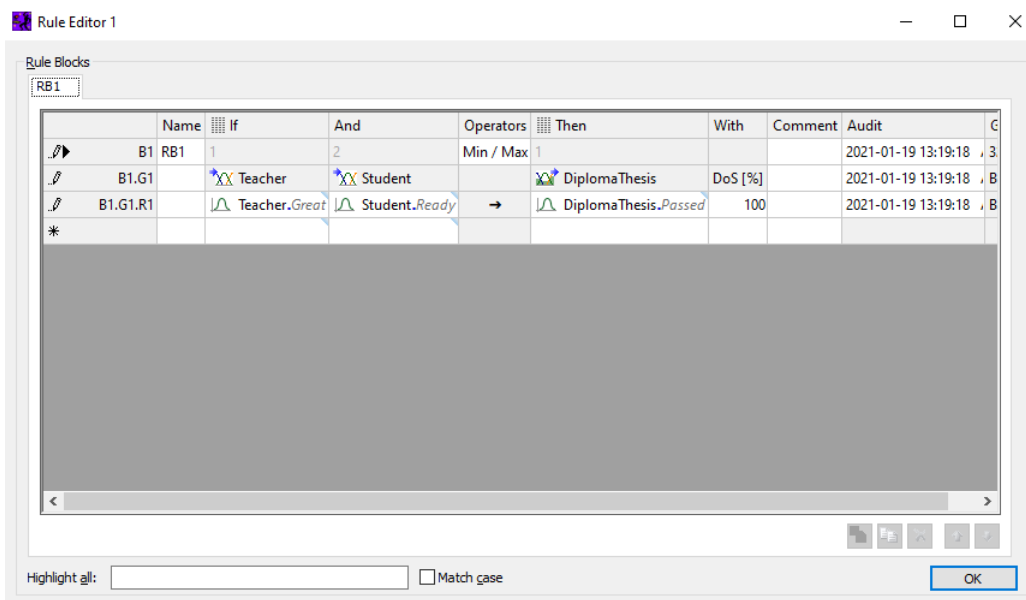 Rule Editor 1
Rule Blocks
RB1
Name If And Operators Then With Comment Audit
B1 RB1 1 2 Min / Max 1 2021-01-19 13:19:18 3
B1.G1 Teacher Student DiplomaThesis DoS [%] 2021-01-19 13:19:18 B
B1.G1.R1 Teacher.Great Student.Ready → DiplomaThesis.Passed 100 2021-01-19 13:19:18 B
*
Highlight all: Match case OK